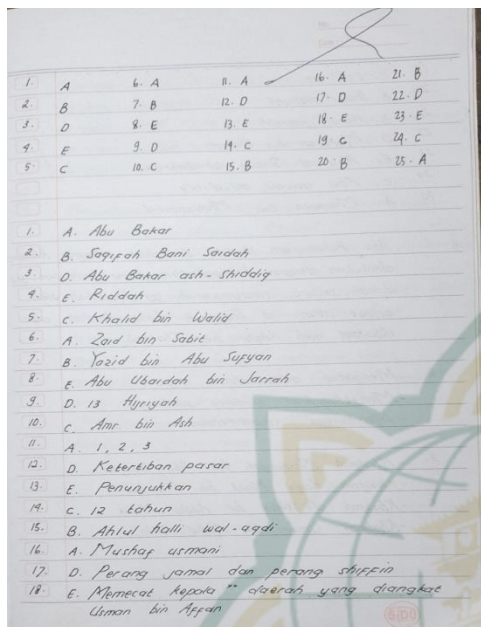 1. A 6. A 11. A 16. A 21. B
2. B 7. B 12. D 17. D 22. D
3. D 8. E 13. E 18. E 23. E
4. E 9. D 14. C 19 C 24. C
5. C 10. C 15. B 20. B 25. A
1. A. Abu Bakar
2. B. Saqifah Bani Saidah
3. D. Abu Bakar ash-shiddiq
4. E. Riddah
5. C. Khalid bin Walid
6. A. Zaid bin Sabit
7. B. Yazid bin Abu Sufyan
8. E. Abu Ubaidah bin Jarrah
9. D. 13 Hijriyah
10. C. Amr bin Ash
11. A. 1, 2, 3
12. D. Ketertiban pasar
13. E. Penunjukkan
14. C. 12 tahun
15. B. Ahlul halli wal-aqdi
16. A. Mushaf usmani
17. D. Perang jamal dan perang shiffin
18. E. Memecat kepala" daerah yang diangkat
Usman bin Affan